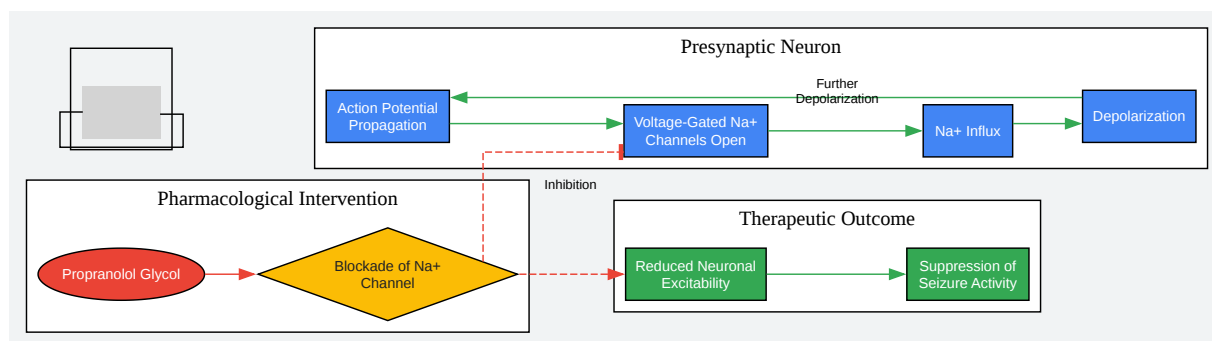 Presynaptic Neuron
Further
Depolarization
Action Potential
Propagation
Voltage-Gated Na+
Channels Open
Na+ Influx
Depolarization
Inhibition
Pharmacological Intervention
Propranolol Glycol
Blockade of Na+
Channel
Therapeutic Outcome
Reduced Neuronal
Excitability
Suppression of
Seizure Activity